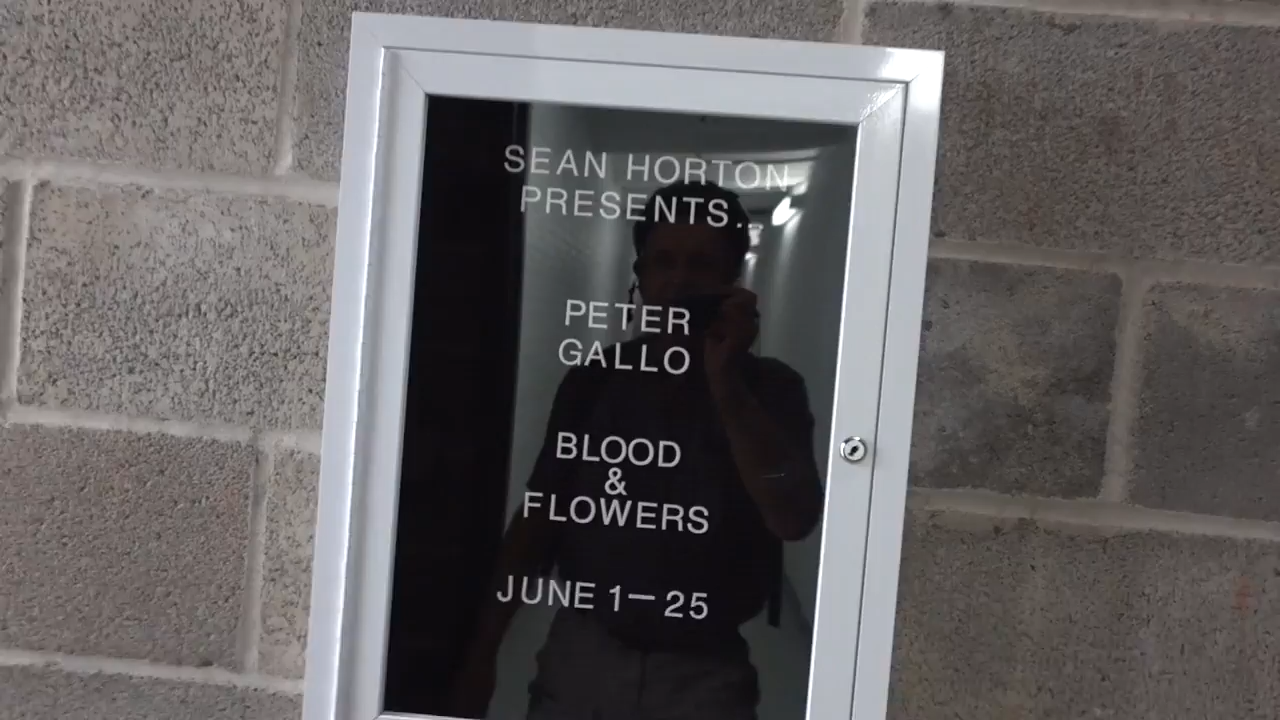 SEAN HORTON
PRESENTS...
PETER
GALLO
BLOOD
&
FLOWERS
JUNE 1—25